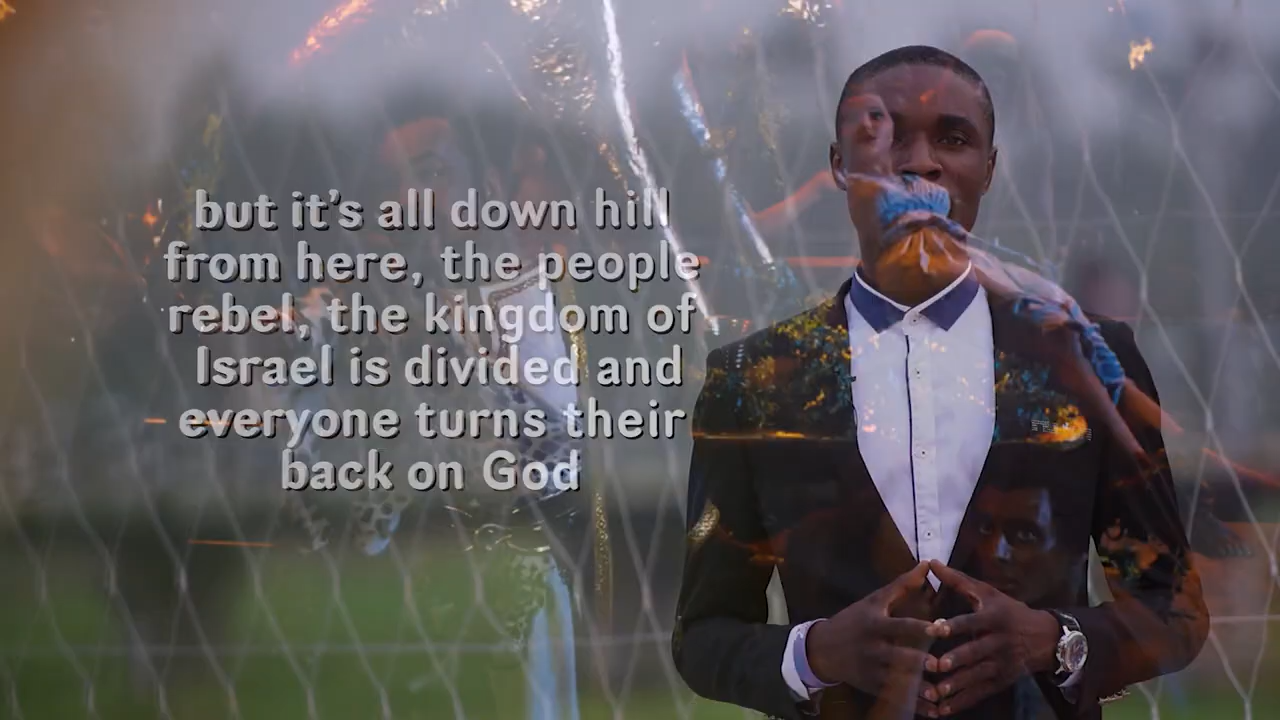 but it's all down hill
from here, the people
rebel, the kingdom of
Israel is divided and
everyone turns their
back on God